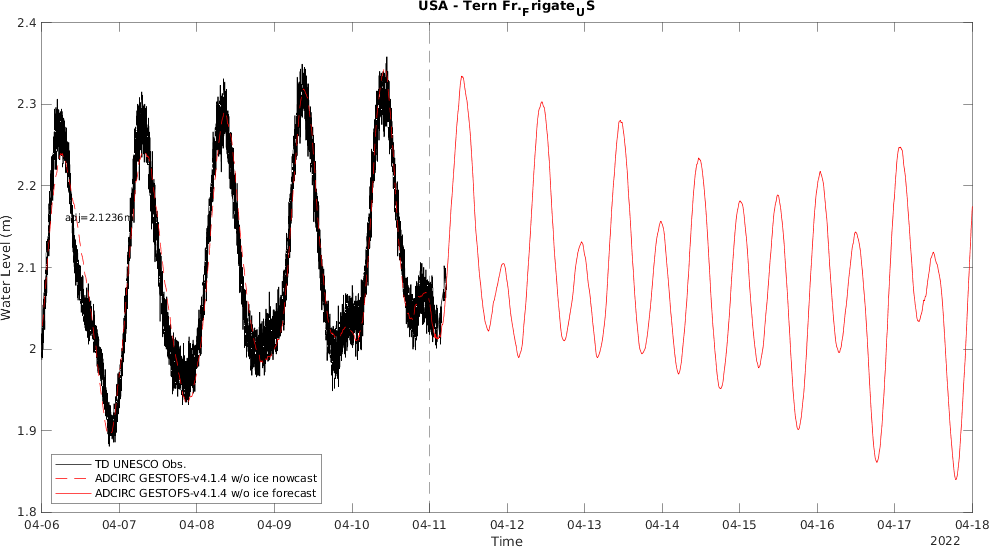 USA - Tern Fr.FrigateUS
2.4
2.3
2.2
2.1
2
1.9
1.8
Water Level (m)
adj=2.1236m
TD UNESCO Obs.
ADCIRC GESTOFS-v4.1.4 w/o ice nowcast
ADCIRC GESTOFS-v4.1.4 w/o ice forecast
04-06 04-07 04-08 04-09 04-10 04-11 04-12 04-13 04-14 04-15 04-16 04-17 04-18
Time
2022